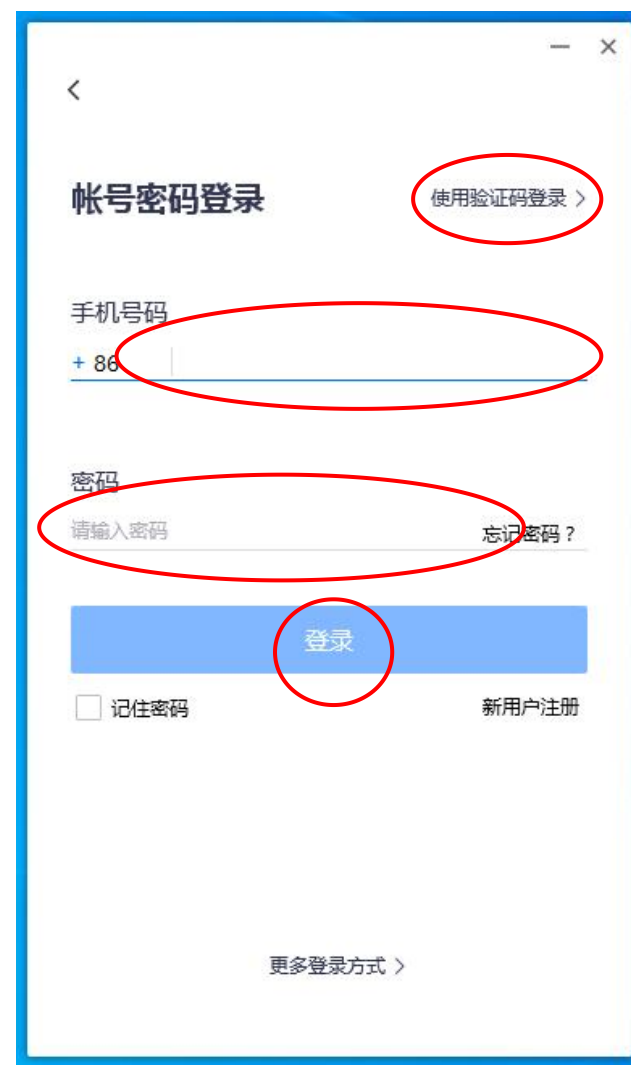 帐号密码登录 使用验证码登录 >
手机号码
+ 86
密码
请输入密码 忘记密码？
登录
记住密码 新用户注册
更多登录方式 >